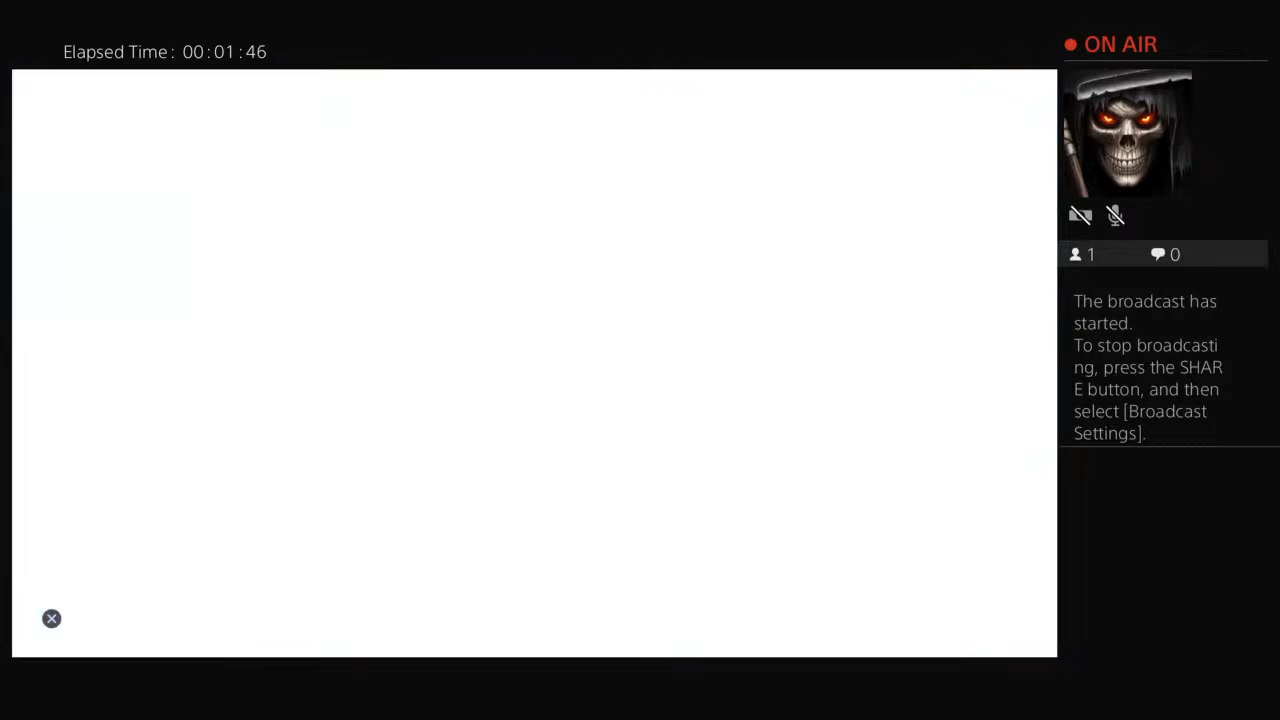 Elapsed Time: 00:01:46
ON AIR
1 0
The broadcast has
started.
To stop broadcasti
ng, press the SHAR
E button, and then
select [Broadcast
Settings].